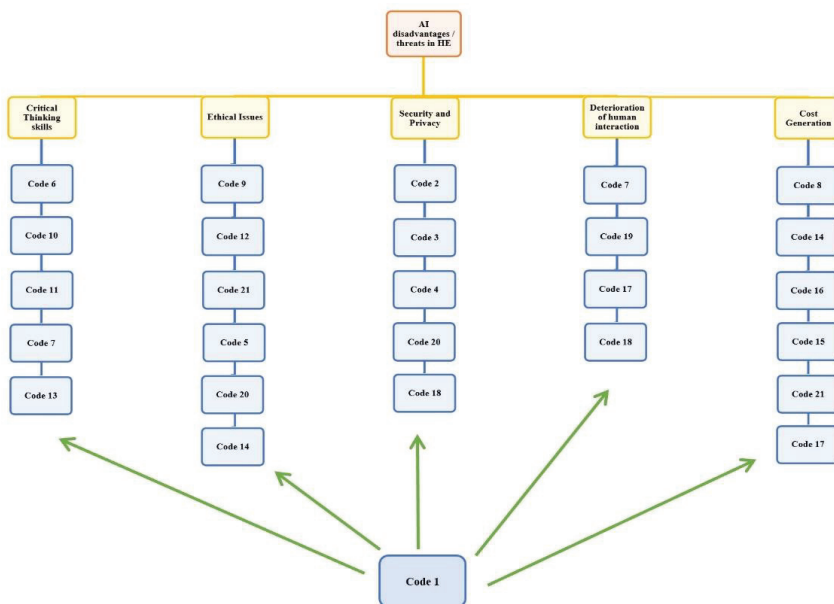 AI
disadvantages /
threats in HE
Critical
Thinking
skills
Code 6
Code 10
Code 11
Code 7
Code 13
Ethical Issues
Code 9
Code 12
Code 21
Code 5
Code 20
Code 14
Security and
Privacy
Code 2
Code 3
Code 4
Code 20
Code 18
Deterioration
of human
interaction
Code 7
Code 19
Code 17
Code 18
Cost
Generation
Code 8
Code 14
Code 16
Code 15
Code 21
Code 17
Code 1